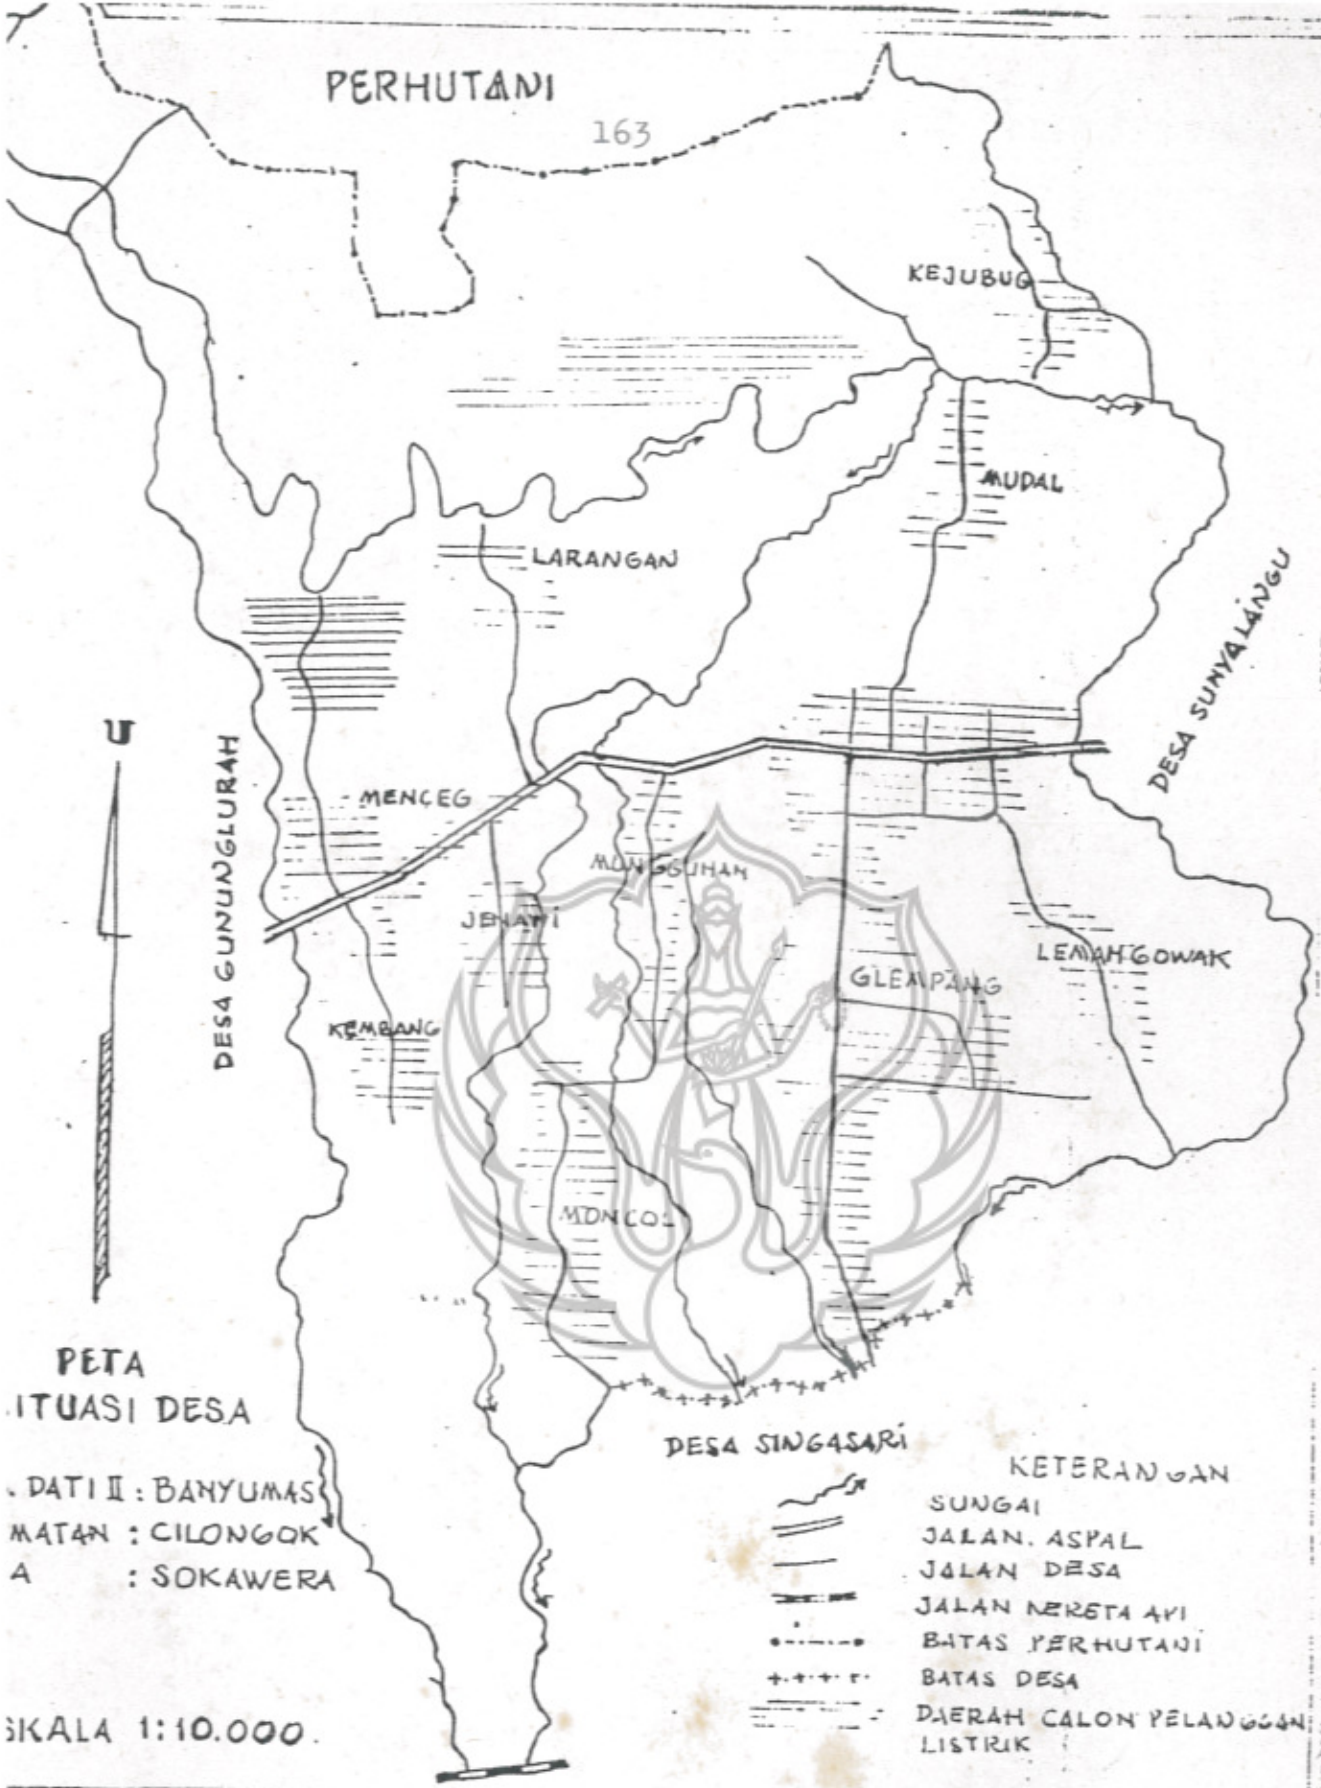 PERHUTANI
163
KEJUBUG
MUDAL
LARANGAN
DESA SUNYALANGU
U
DESA GUNUNGLURAH
MENCEG
MUNGGUHAN
JENAWI
LEMAHGOWAK
GLEMPANG
KEMBANG
MONCOL
PETA
ITUASI DESA
DESA SINGASARI
. DATI II : BANYUMAS
MATAN : CILONGOK
A : SOKAWERA
SKALA 1:10.000.
KETERANGAN
SUNGAI
JALAN. ASPAL
JALAN DESA
JALAN KERETA API
BATAS PERHUTANI
BATAS DESA
DAERAH CALON PELANGGAN
LISTRIK